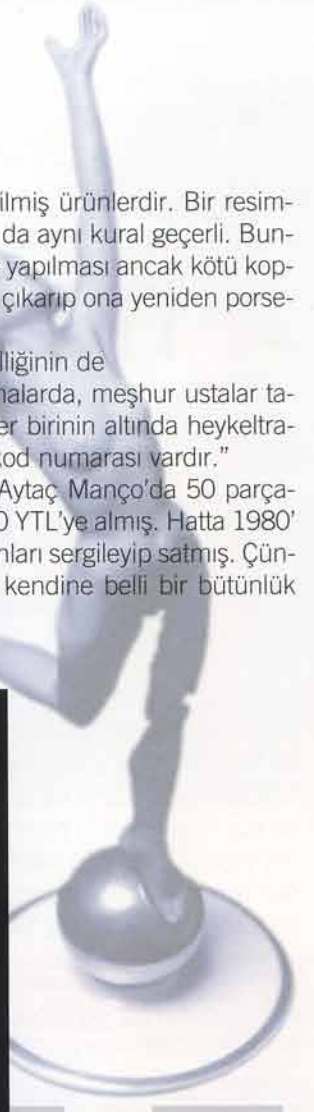 ilmiş ürünlerdir. Bir resim-
da aynı kural geçerli. Bun-
yapılması ancak kötü kop-
çıkarıp ona yeniden porse-
lliğinin de
malarda, meşhur ustalar ta-
er birinin altında heykeltra-
kod numarası vardır.”
Aytaç Manço’da 50 parça-
0 YTL’ye almış. Hatta 1980’
nları sergileyip satmış. Çün-
kendine belli bir bütünlük